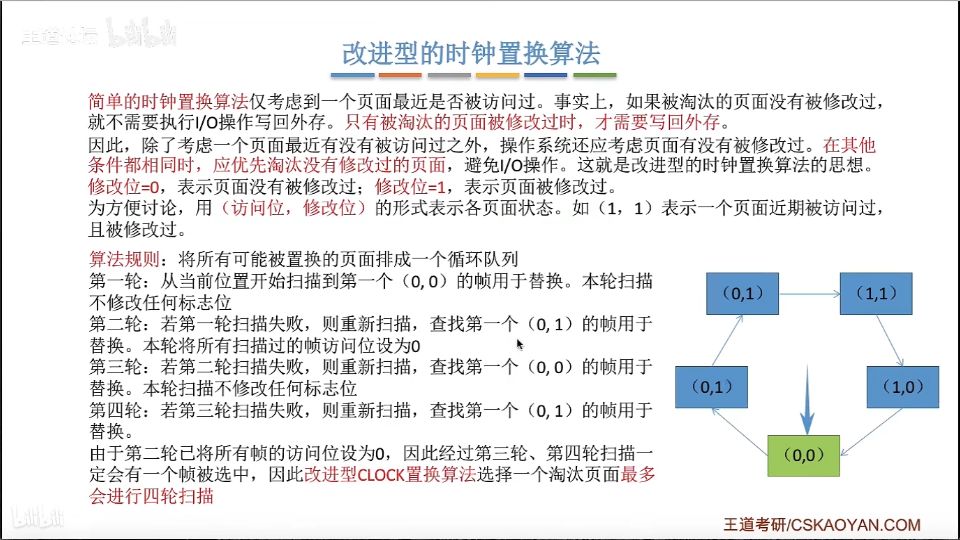 王道考研 bilibili
改进型的时钟置换算法
简单的时钟置换算法仅考虑到一个页面最近是否被访问过。事实上，如果被淘汰的页面没有被修改过，
就不需要执行I/O操作写回外存。只有被淘汰的页面被修改过时，才需要写回外存。
因此，除了考虑一个页面最近有没有被访问过之外，操作系统还应考虑页面有没有被修改过。在其他
条件都相同时，应优先淘汰没有修改过的页面，避免I/O操作。这就是改进型的时钟置换算法的思想。
修改位=0，表示页面没有被修改过；修改位=1，表示页面被修改过。
为方便讨论，用（访问位，修改位）的形式表示各页面状态。如（1，1）表示一个页面近期被访问过，
且被修改过。
算法规则：将所有可能被置换的页面排成一个循环队列
第一轮：从当前位置开始扫描到第一个（0, 0）的帧用于替换。本轮扫描
不修改任何标志位
第二轮：若第一轮扫描失败，则重新扫描，查找第一个（0, 1）的帧用于
替换。本轮将所有扫描过的帧访问位设为0
第三轮：若第二轮扫描失败，则重新扫描，查找第一个（0, 0）的帧用于
替换。本轮扫描不修改任何标志位
第四轮：若第三轮扫描失败，则重新扫描，查找第一个（0, 1）的帧用于
替换。
由于第二轮已将所有帧的访问位设为0，因此经过第三轮、第四轮扫描一
定会有一个帧被选中，因此改进型CLOCK置换算法选择一个淘汰页面最多
会进行四轮扫描
（0,1）
（1,1）
（0,1）
（1,0）
（0,0）
bilibili
王道考研/CSKAOYAN.COM